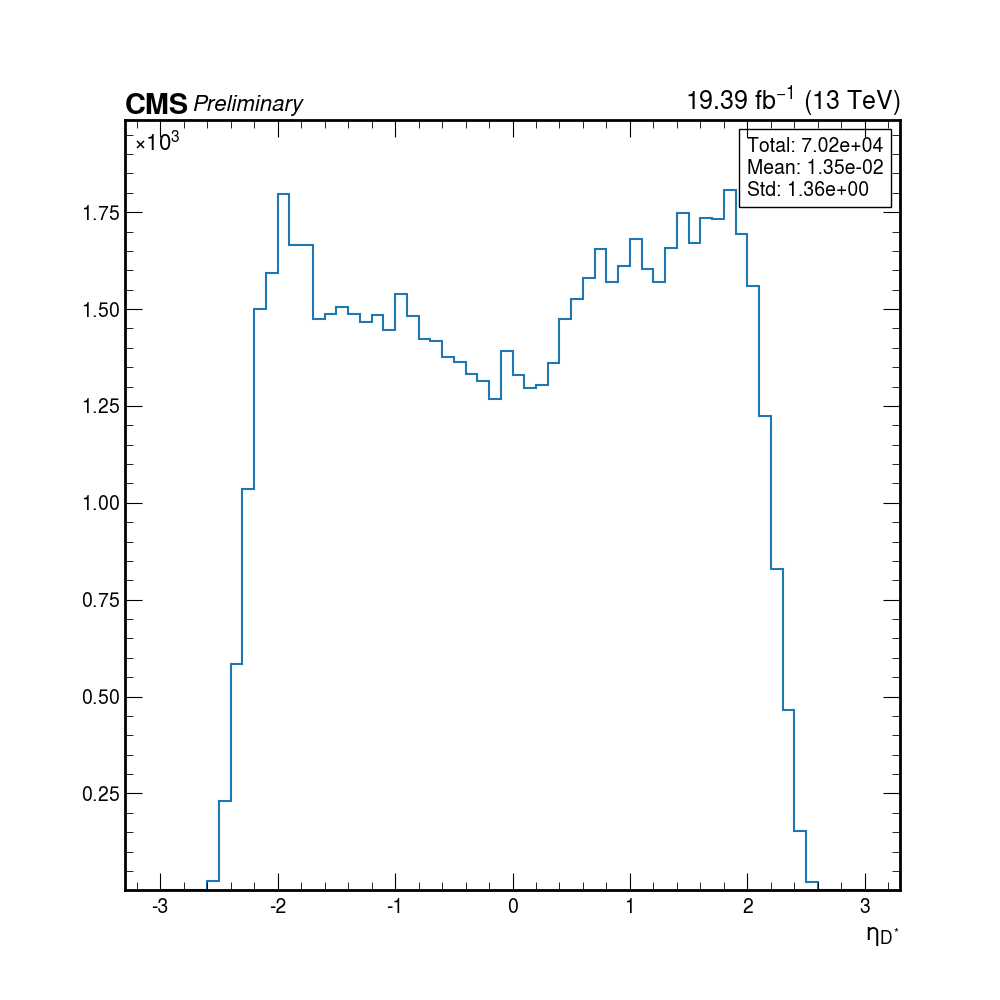 CMS Preliminary 19.39 fb⁻¹ (13 TeV)
×10³
Total: 7.02e+04
Mean: 1.35e-02
Std: 1.36e+00
1.75
1.50
1.25
1.00
0.75
0.50
0.25
-3 -2 -1 0 1 2 3
η_D*